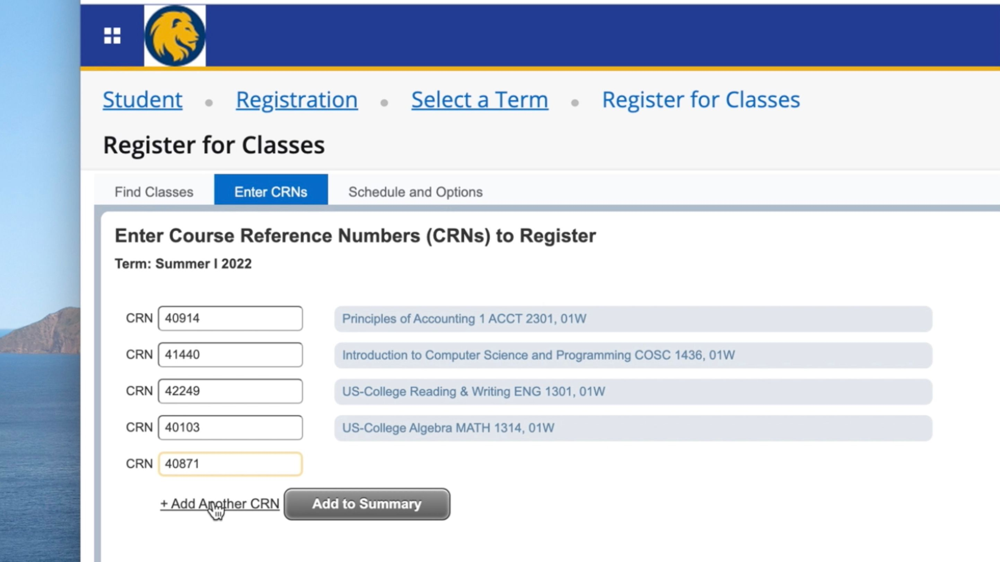 Student • Registration • Select a Term • Register for Classes
Register for Classes
Find Classes Enter CRNs Schedule and Options
Enter Course Reference Numbers (CRNs) to Register
Term: Summer I 2022
CRN 40914 Principles of Accounting 1 ACCT 2301, 01W
CRN 41440 Introduction to Computer Science and Programming COSC 1436, 01W
CRN 42249 US-College Reading & Writing ENG 1301, 01W
CRN 40103 US-College Algebra MATH 1314, 01W
CRN 40871
+ Add Another CRN Add to Summary